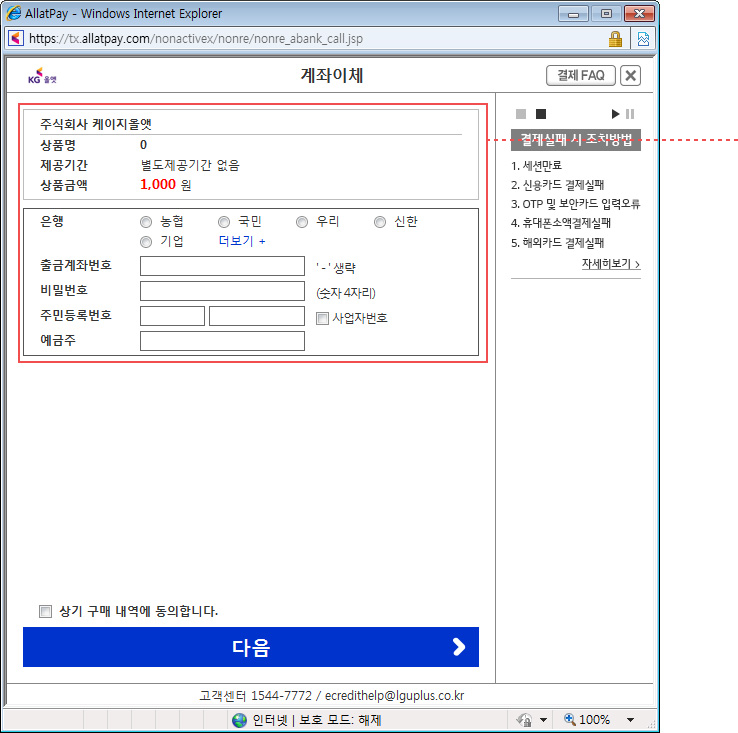 AllatPay - Windows Internet Explorer
https://tx.allatpay.com/nonactivex/nonre/nonre_abank_call.jsp
KG 올앳
계좌이체
결제 FAQ
주식회사 케이지올앳
상품명 0
제공기간 별도제공기간 없음
상품금액 1,000 원
은행 농협 국민 우리 신한
기업 더보기 +
출금계좌번호 ' - ' 생략
비밀번호 (숫자 4자리)
주민등록번호 사업자번호
예금주
결제실패 시 조치방법
1. 세션만료
2. 신용카드 결제실패
3. OTP 및 보안카드 입력오류
4. 휴대폰소액결제실패
5. 해외카드 결제실패
자세히보기 >
상기 구매 내역에 동의합니다.
다음
고객센터 1544-7772 / ecredithelp@lguplus.co.kr
인터넷 | 보호 모드: 해제
100%